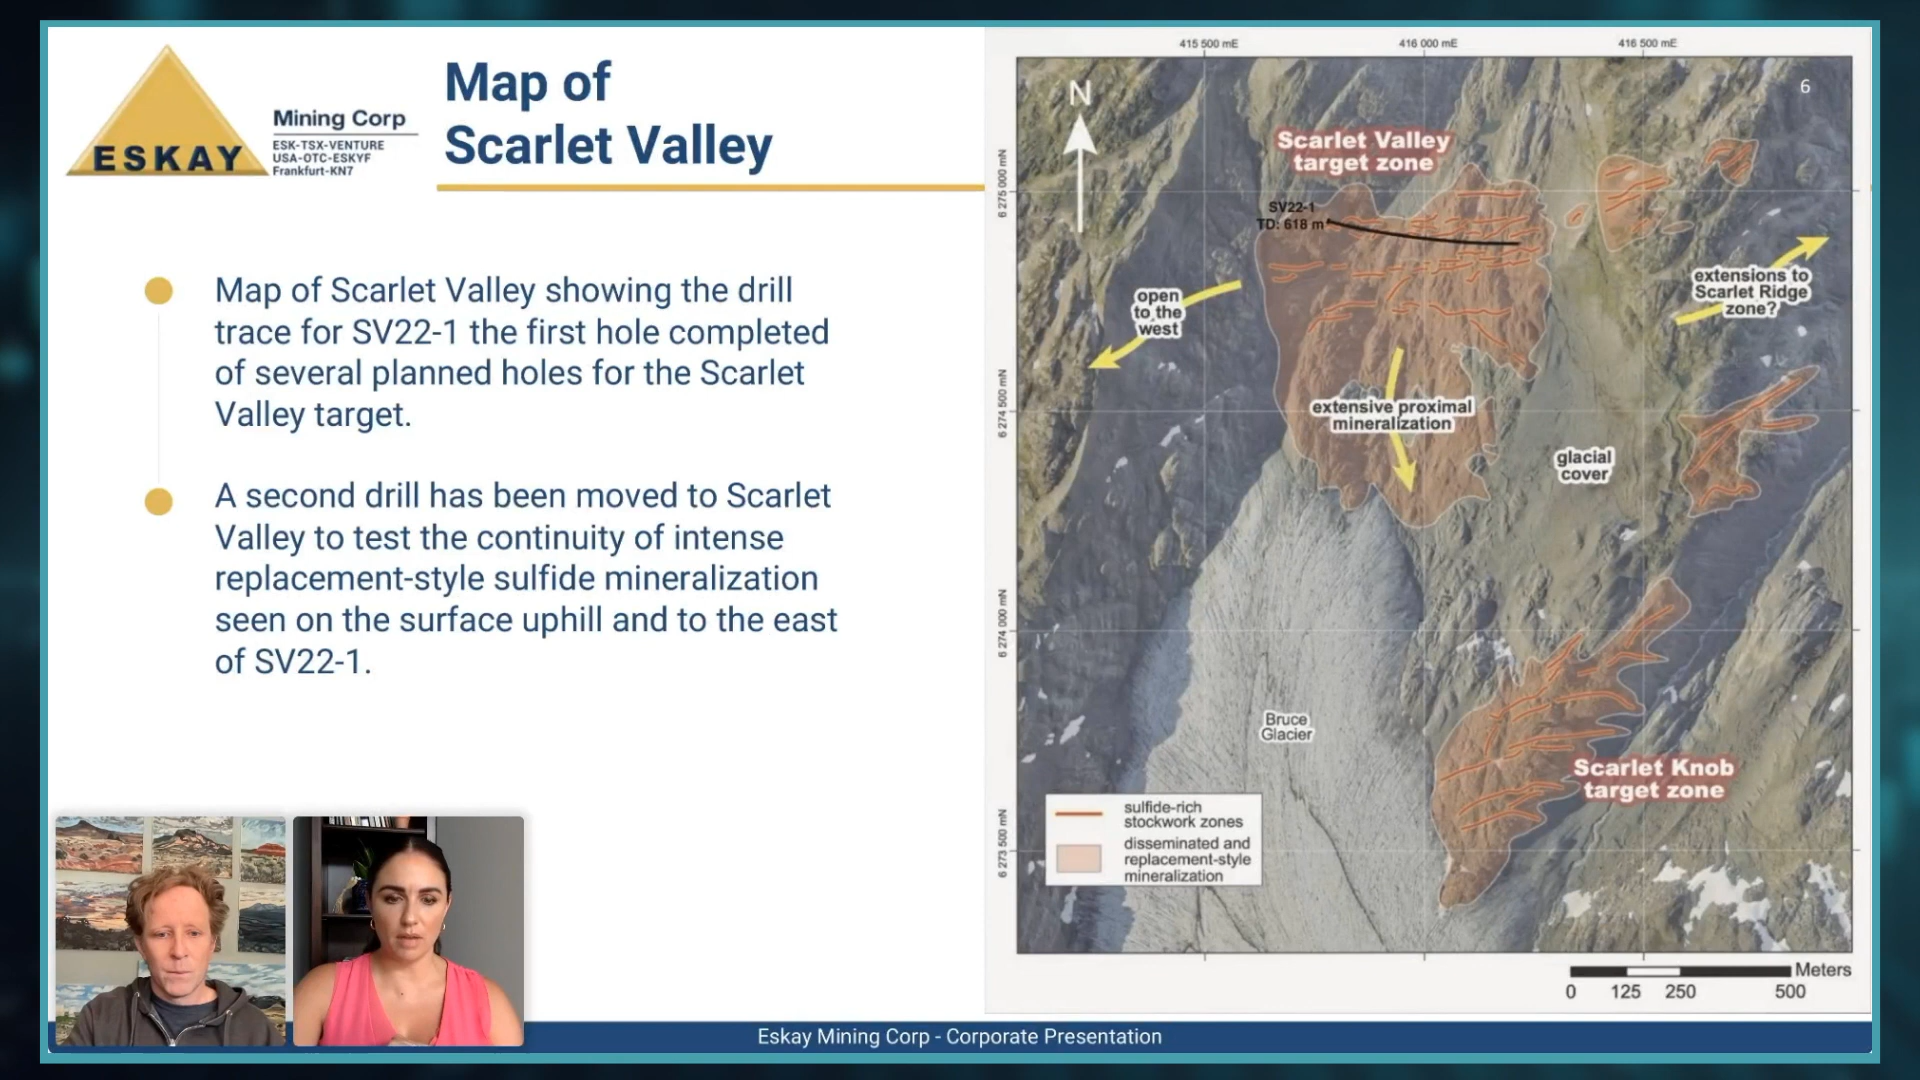 ESKAY
Mining Corp
ESK-TSX-VENTURE
USA-OTC-ESKYF
Frankfurt-KN7
Map of
Scarlet Valley
Map of Scarlet Valley showing the drill
trace for SV22-1 the first hole completed
of several planned holes for the Scarlet
Valley target.
A second drill has been moved to Scarlet
Valley to test the continuity of intense
replacement-style sulfide mineralization
seen on the surface uphill and to the east
of SV22-1.
415 500 mE
416 000 mE
416 500 mE
6 275 000 mN
6 274 500 mN
6 274 000 mN
6 273 500 mN
N
6
Scarlet Valley
target zone
SV22-1
TD: 618 m
open
to the
west
extensions to
Scarlet Ridge
zone?
extensive proximal
mineralization
glacial
cover
Bruce
Glacier
Scarlet Knob
target zone
sulfide-rich
stockwork zones
disseminated and
replacement-style
mineralization
Meters
0 125 250 500
Eskay Mining Corp - Corporate Presentation